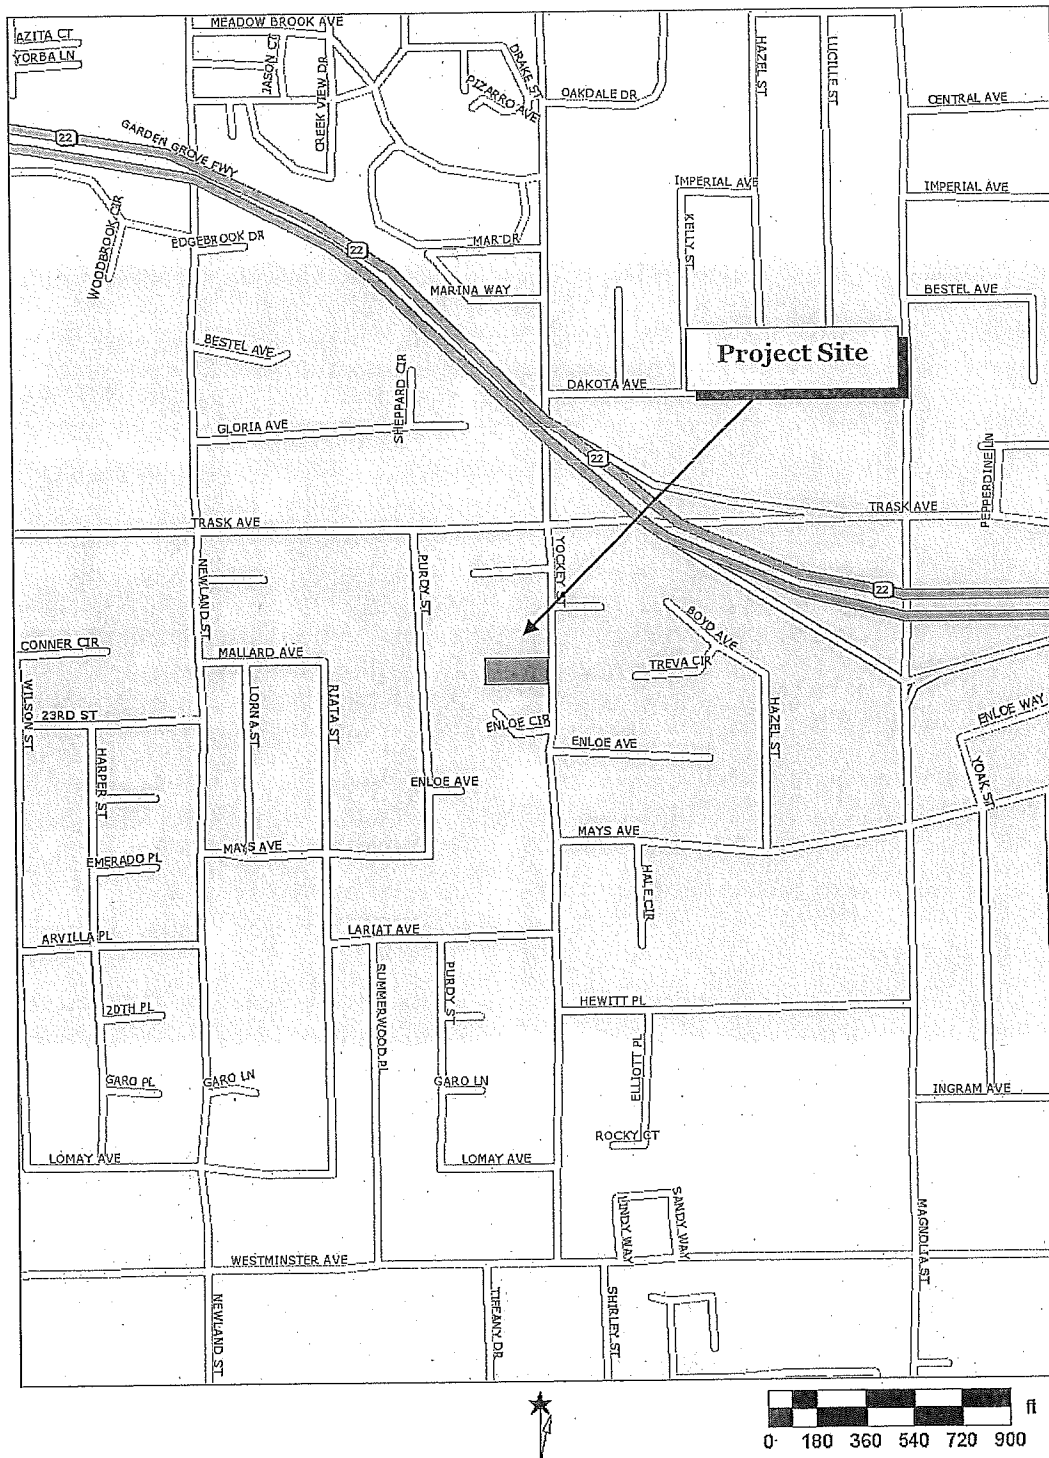 MEADOW BROOK AVE
AZITA CT
YORBA LN
JASON CT
CREEK VIEW DR
DRAKE ST
PIZARRO AVE
OAKDALE DR
HAZEL ST
LUCILLE ST
CENTRAL AVE
22
GARDEN GROVE FWY
IMPERIAL AVE
IMPERIAL AVE
KELLY ST
WOODBROOK CIR
EDGEBROOK DR
22
MAR DR
MARINA WAY
BESTEL AVE
BESTEL AVE
SHEPPARD CIR
Project Site
DAKOTA AVE
GLORIA AVE
22
PEPPERDINE LN
TRASK AVE
TRASK AVE
NEWLAND ST
PURDY ST
YOCKEY ST
22
BOYD AVE
CONNER CIR
MALLARD AVE
TREVA CIR
WILSON ST
23RD ST
LORNA ST
RIATA ST
ENLOE CIR
HAZEL ST
ENLOE WAY
ENLOE AVE
HARPER ST
ENLOE AVE
YOAK ST
MAYS AVE
MAYS AVE
EMERADO PL
HALE CIR
ARVILLA PL
LARIAT AVE
SUMMERWOOD PL
PURDY ST
20TH PL
HEWITT PL
ELLIOTT PL
GARO PL
GARO LN
GARO LN
INGRAM AVE
ROCKY CT
LOMAY AVE
LOMAY AVE
LINDY WAY
SANDY WAY
MAGNOLIA ST
WESTMINSTER AVE
NEWLAND ST
TIFFANY DR
SHIRLEY ST
ft
0 180 360 540 720 900